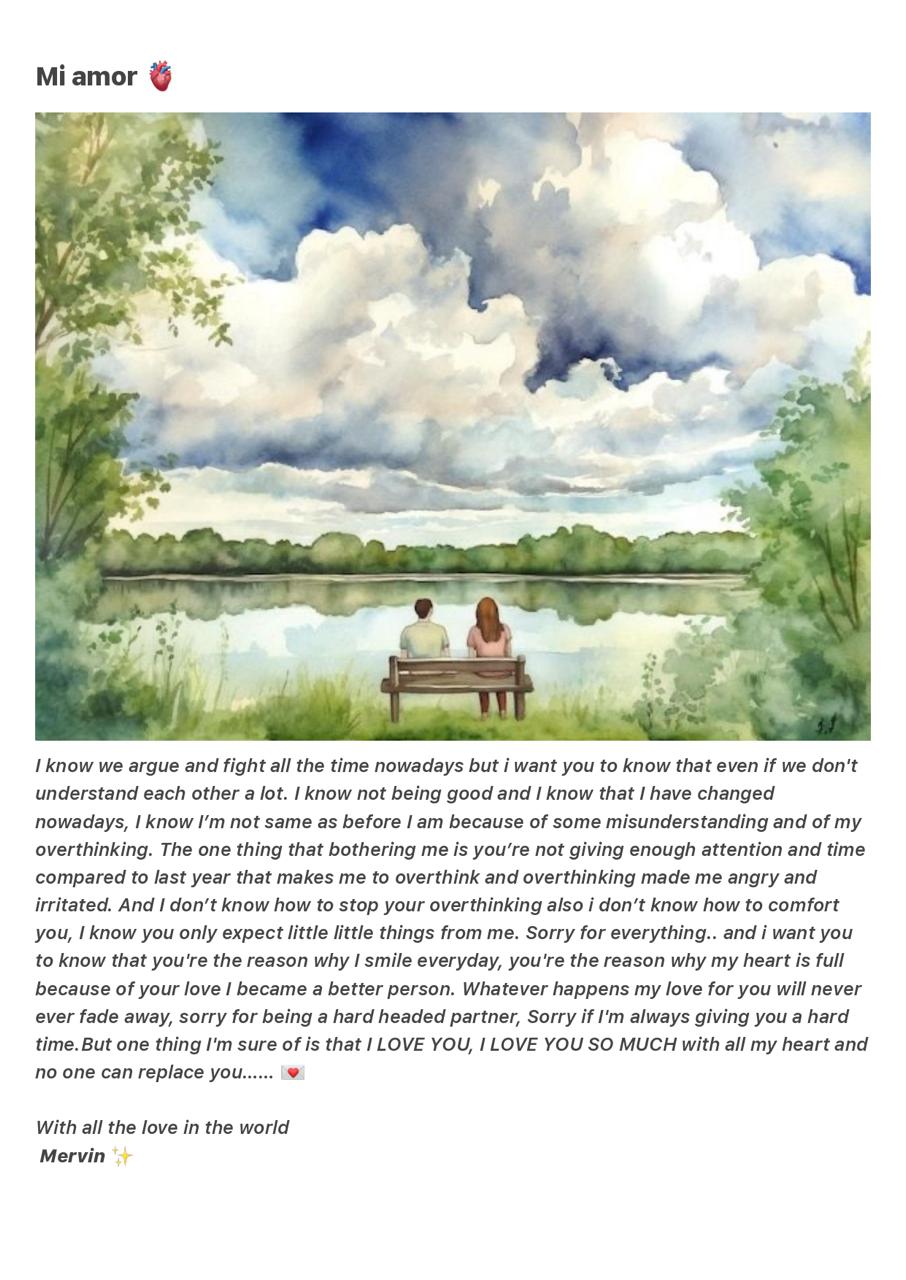 Mi amor 🫀
I know we argue and fight all the time nowadays but i want you to know that even if we don't
understand each other a lot. I know not being good and I know that I have changed
nowadays, I know I’m not same as before I am because of some misunderstanding and of my
overthinking. The one thing that bothering me is you’re not giving enough attention and time
compared to last year that makes me to overthink and overthinking made me angry and
irritated. And I don’t know how to stop your overthinking also i don’t know how to comfort
you, I know you only expect little little things from me. Sorry for everything.. and i want you
to know that you're the reason why I smile everyday, you're the reason why my heart is full
because of your love I became a better person. Whatever happens my love for you will never
ever fade away, sorry for being a hard headed partner, Sorry if I'm always giving you a hard
time.But one thing I'm sure of is that I LOVE YOU, I LOVE YOU SO MUCH with all my heart and
no one can replace you...... 💌
With all the love in the world
Mervin ✨